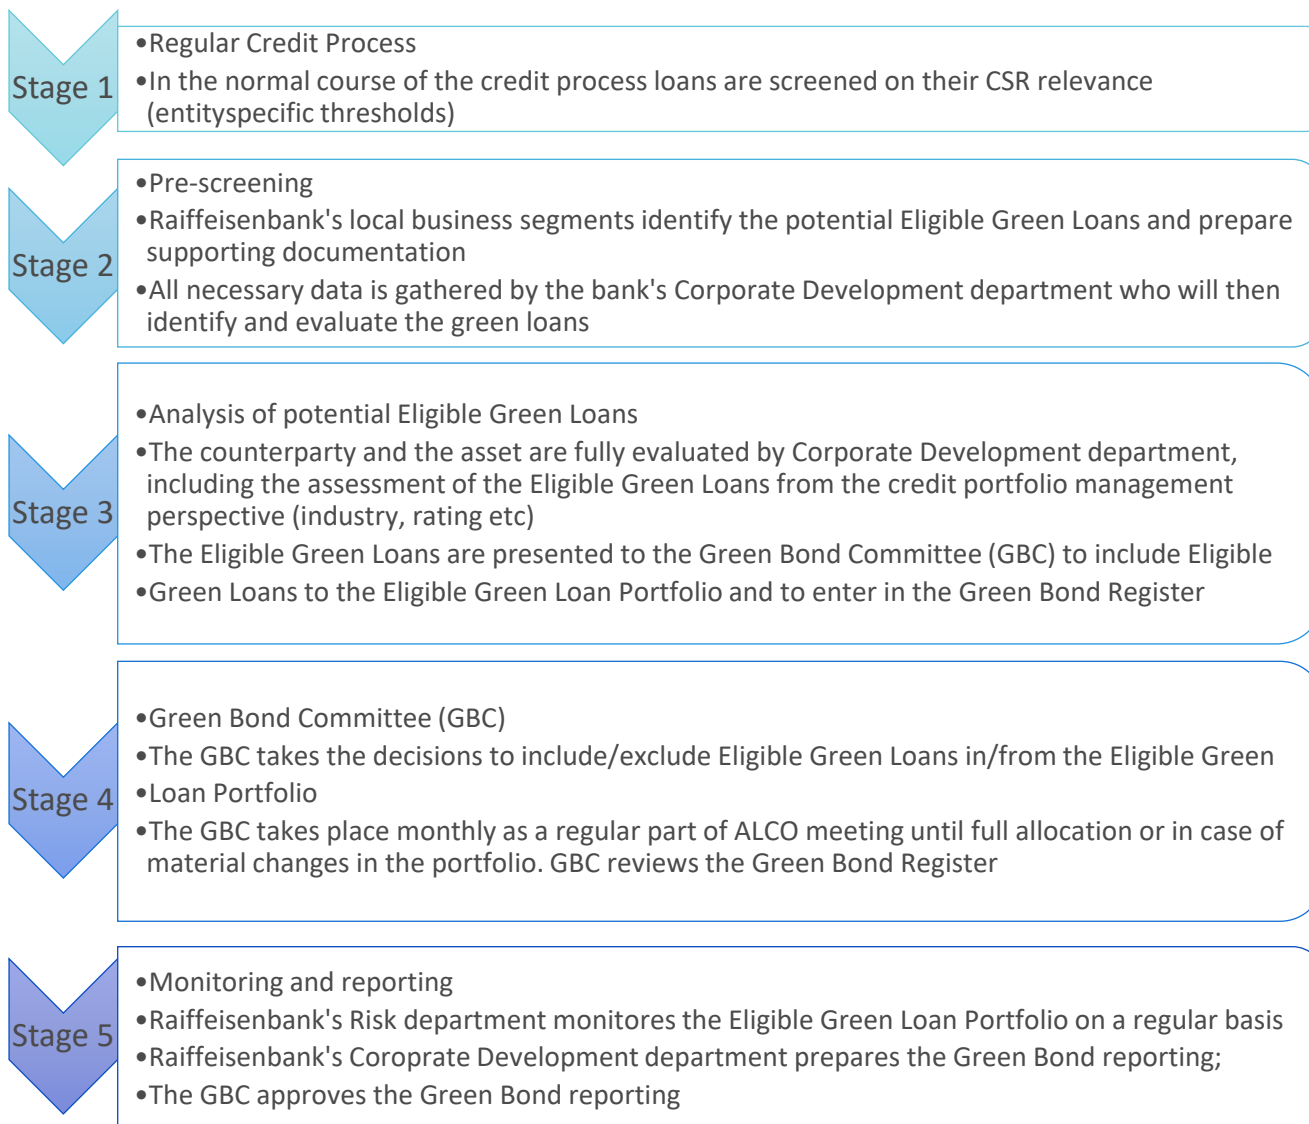 Stage 1
•Regular Credit Process
•In the normal course of the credit process loans are screened on their CSR relevance
(entityspecific thresholds)
Stage 2
•Pre-screening
•Raiffeisenbank's local business segments identify the potential Eligible Green Loans and prepare
supporting documentation
•All necessary data is gathered by the bank's Corporate Development department who will then
identify and evaluate the green loans
Stage 3
•Analysis of potential Eligible Green Loans
•The counterparty and the asset are fully evaluated by Corporate Development department,
including the assessment of the Eligible Green Loans from the credit portfolio management
perspective (industry, rating etc)
•The Eligible Green Loans are presented to the Green Bond Committee (GBC) to include Eligible
•Green Loans to the Eligible Green Loan Portfolio and to enter in the Green Bond Register
Stage 4
•Green Bond Committee (GBC)
•The GBC takes the decisions to include/exclude Eligible Green Loans in/from the Eligible Green
•Loan Portfolio
•The GBC takes place monthly as a regular part of ALCO meeting until full allocation or in case of
material changes in the portfolio. GBC reviews the Green Bond Register
Stage 5
•Monitoring and reporting
•Raiffeisenbank's Risk department monitores the Eligible Green Loan Portfolio on a regular basis
•Raiffeisenbank's Coroprate Development department prepares the Green Bond reporting;
•The GBC approves the Green Bond reporting